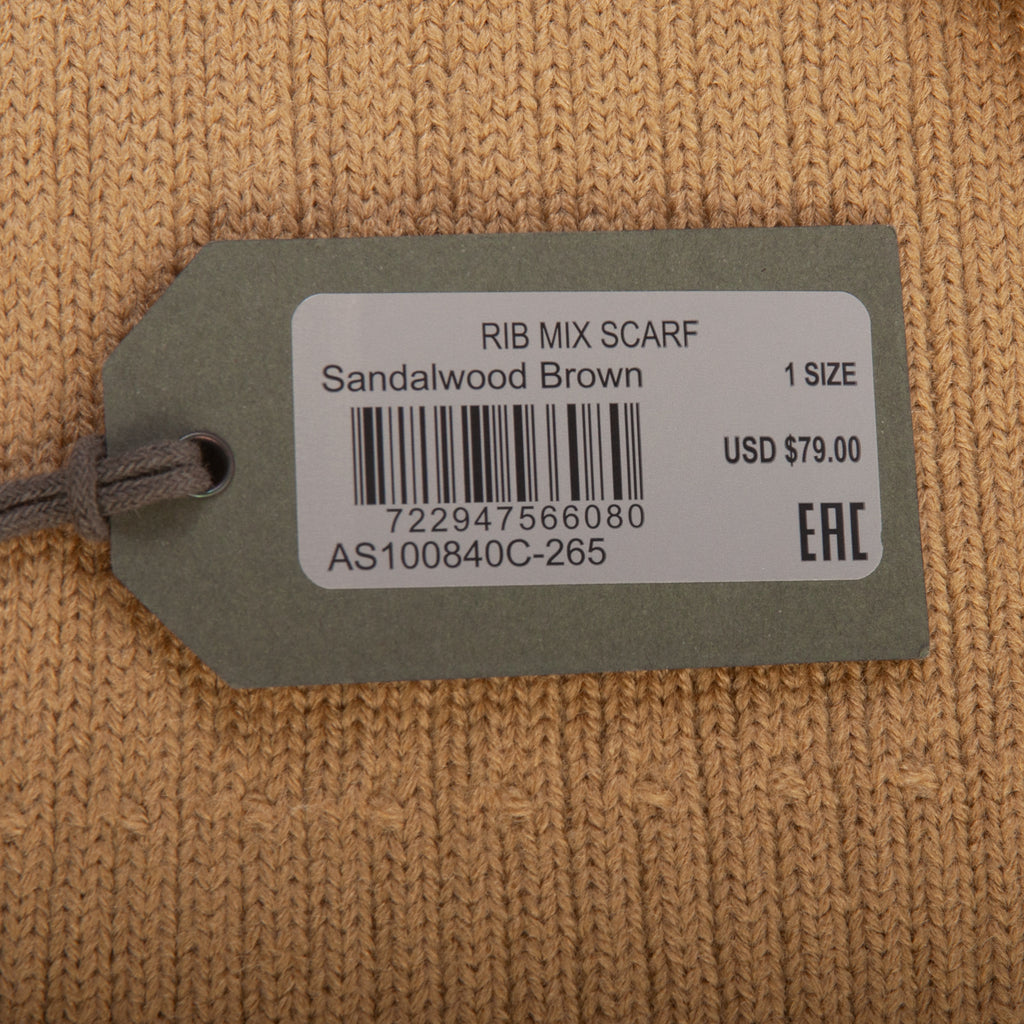 RIB MIX SCARF
Sandalwood Brown
1 SIZE
USD $79.00
722947566080
AS100840C-265
EAC